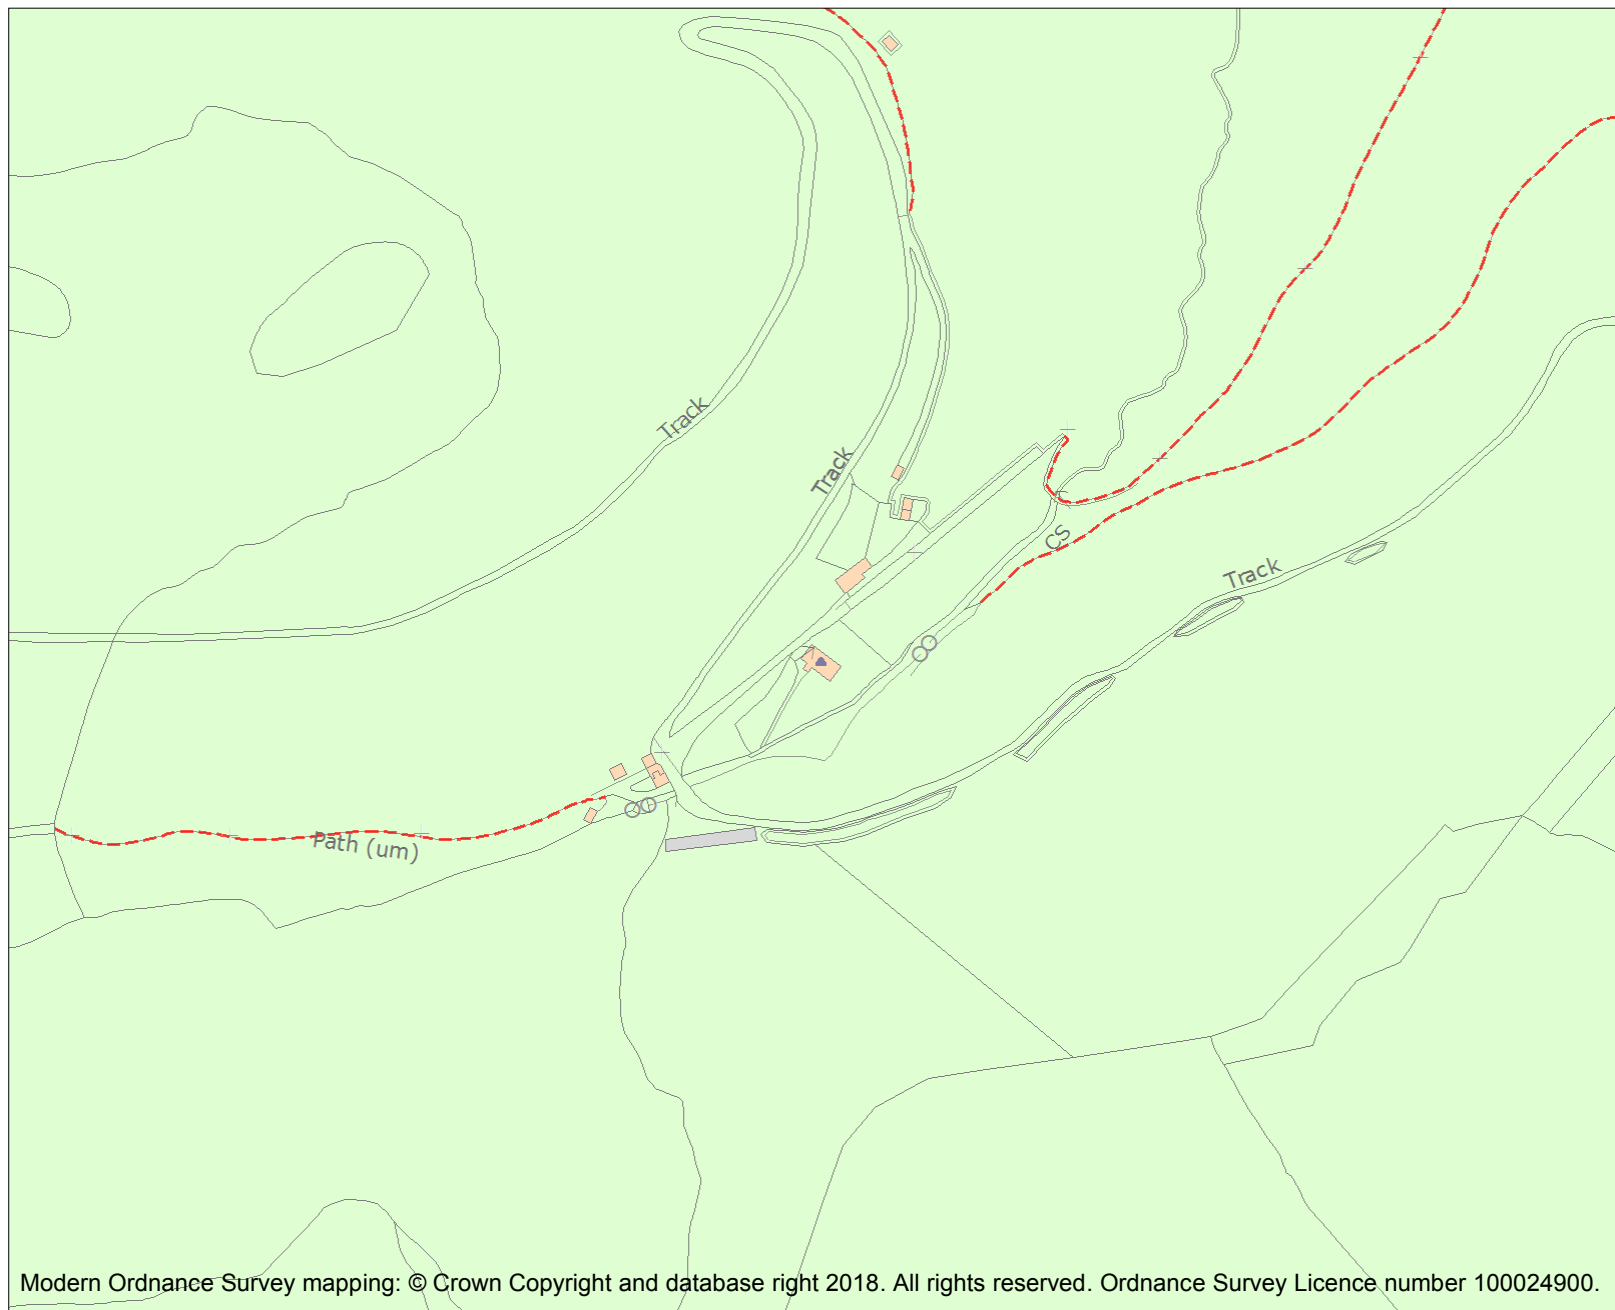 Track
Track
CS
Track
Path (um)
Modern Ordnance Survey mapping: © Crown Copyright and database right 2018. All rights reserved. Ordnance Survey Licence number 100024900.